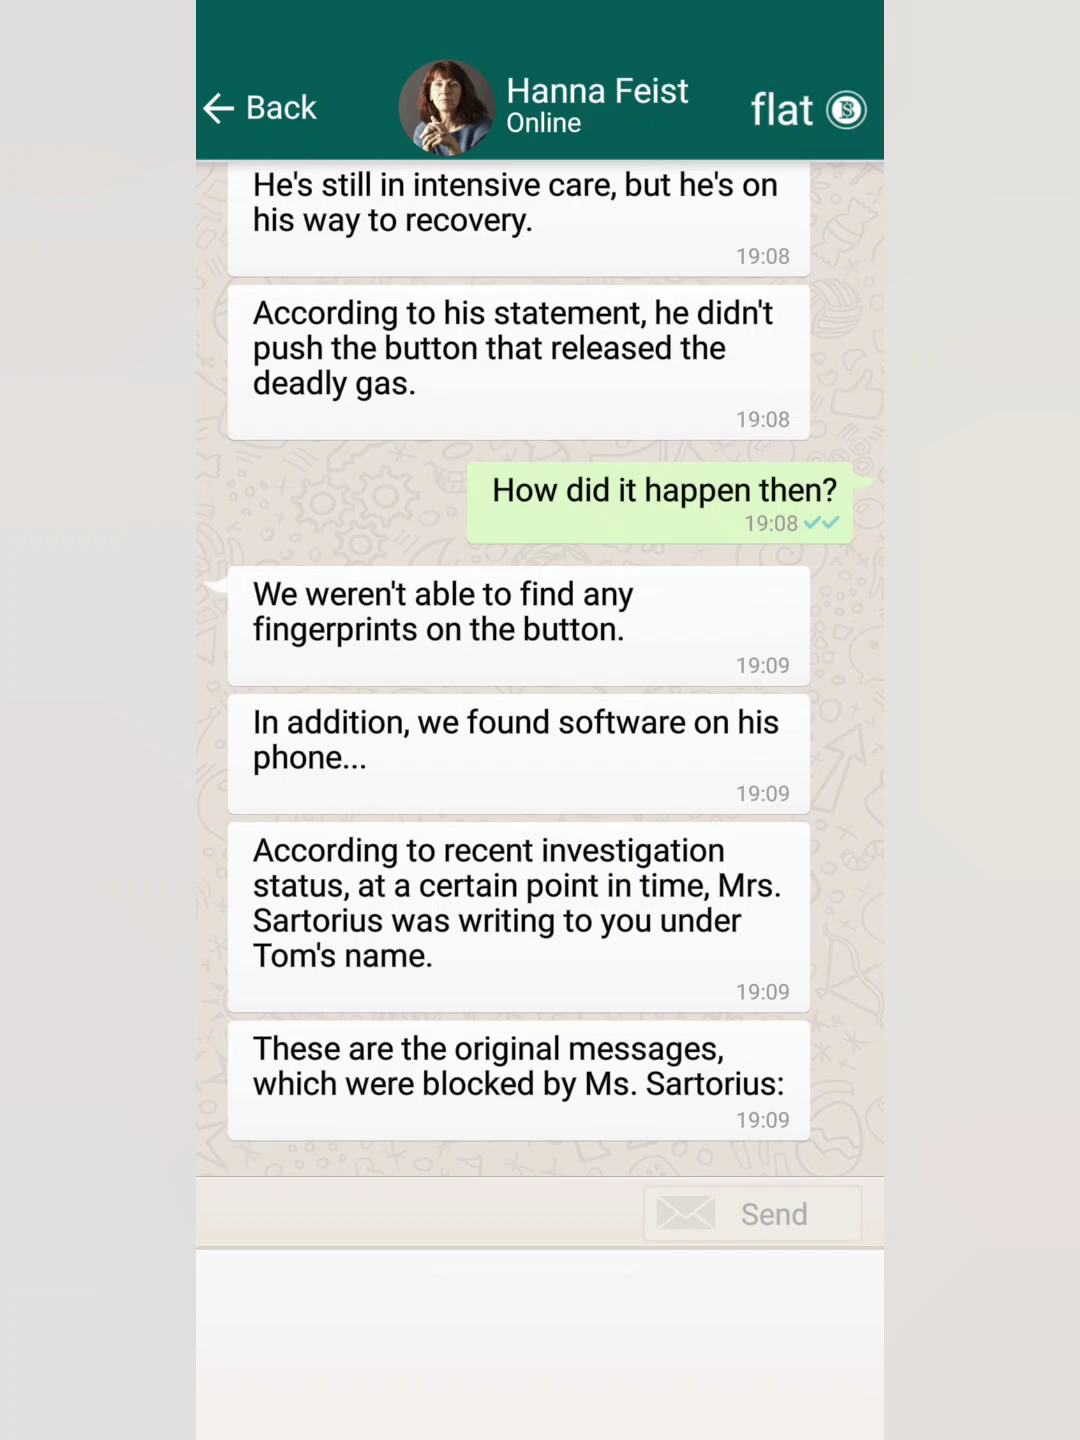 Back
Hanna Feist
Online
flat
He's still in intensive care, but he's on
his way to recovery.
19:08
According to his statement, he didn't
push the button that released the
deadly gas.
19:08
How did it happen then?
19:08
We weren't able to find any
fingerprints on the button.
19:09
In addition, we found software on his
phone...
19:09
According to recent investigation
status, at a certain point in time, Mrs.
Sartorius was writing to you under
Tom's name.
19:09
These are the original messages,
which were blocked by Ms. Sartorius:
19:09
Send